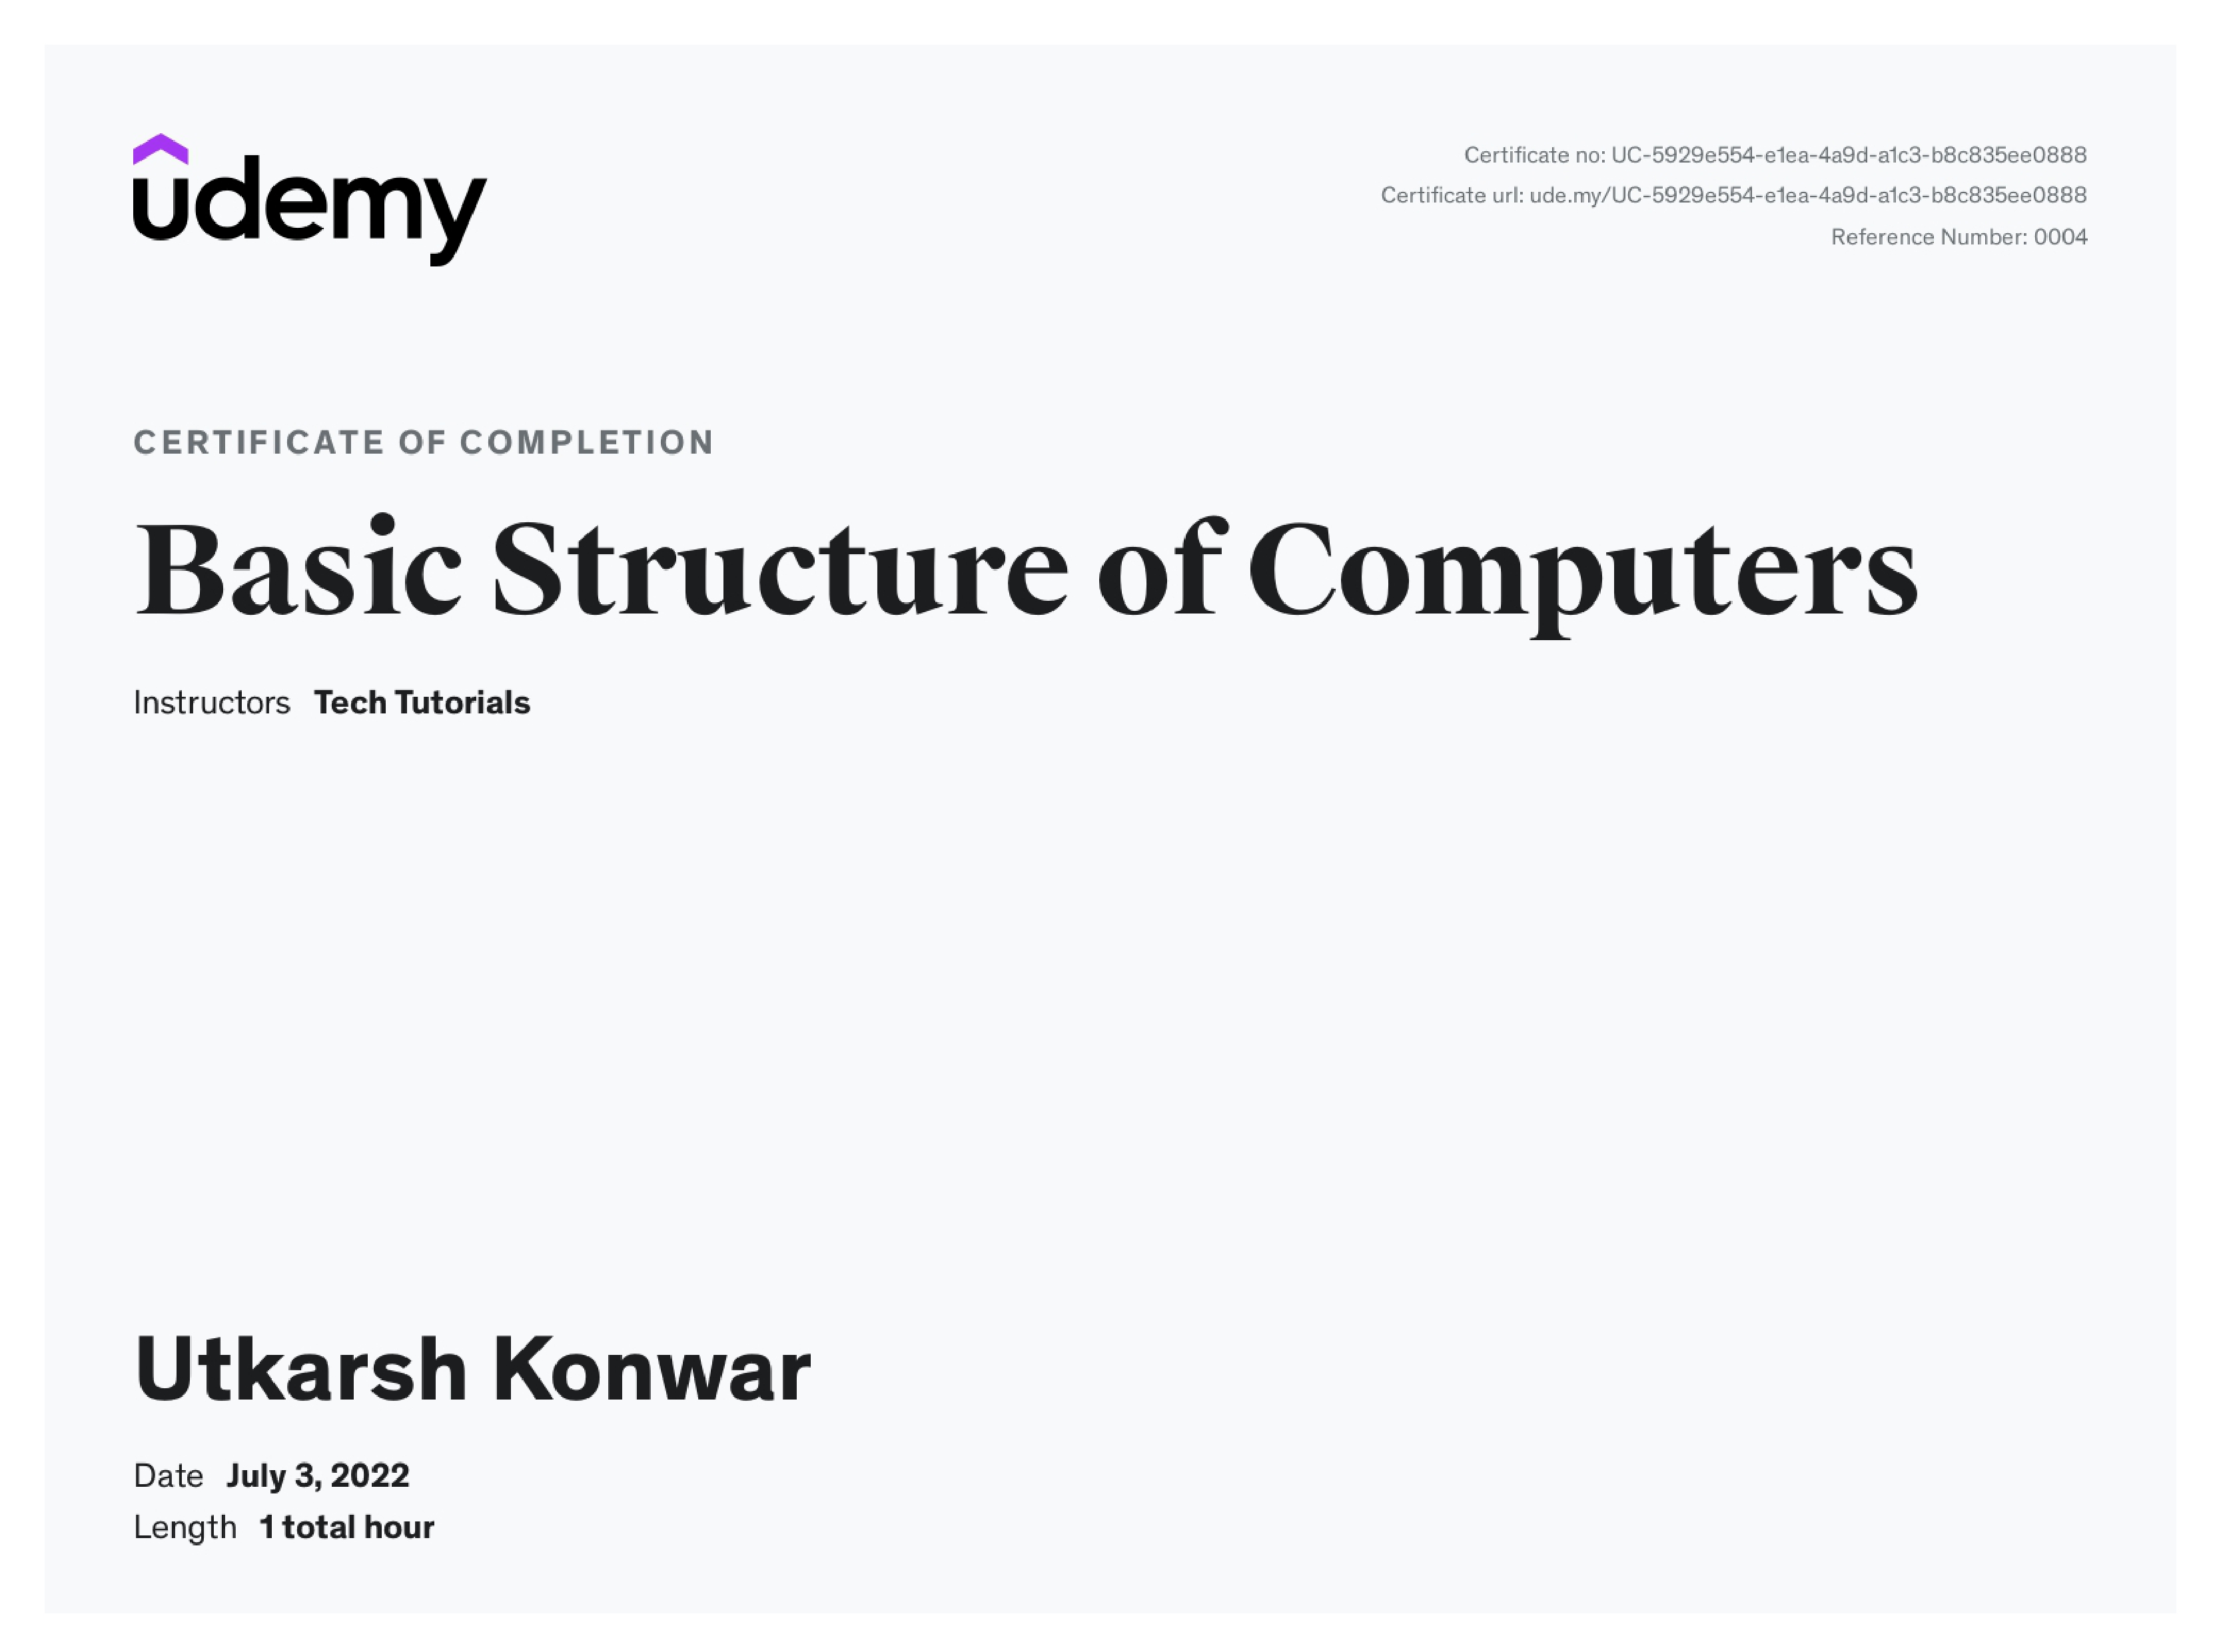 udemy
Certificate no: UC-5929e554-e1ea-4a9d-a1c3-b8c835ee0888
Certificate url: ude.my/UC-5929e554-e1ea-4a9d-a1c3-b8c835ee0888
Reference Number: 0004
CERTIFICATE OF COMPLETION
Basic Structure of Computers
Instructors Tech Tutorials
Utkarsh Konwar
Date July 3, 2022
Length 1 total hour